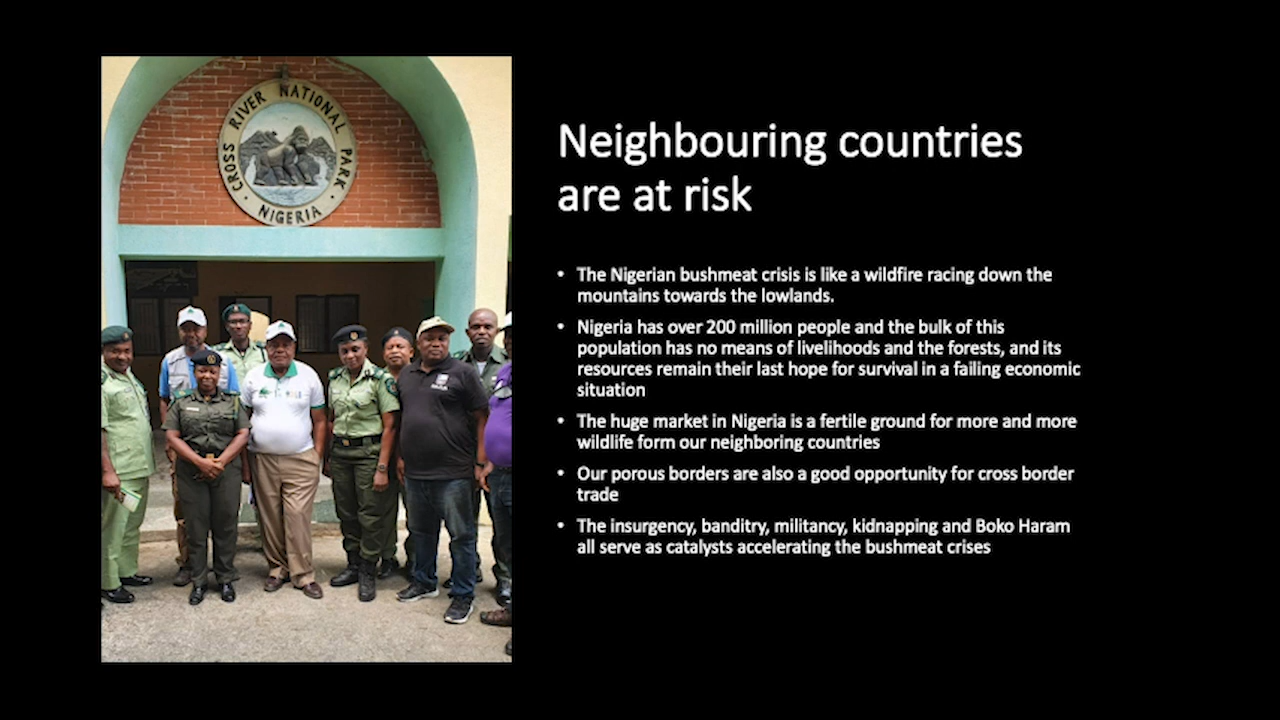 CROSS RIVER NATIONAL PARK
NIGERIA
Neighbouring countries
are at risk
• The Nigerian bushmeat crisis is like a wildfire racing down the
mountains towards the lowlands.
• Nigeria has over 200 million people and the bulk of this
population has no means of livelihoods and the forests, and its
resources remain their last hope for survival in a failing economic
situation
• The huge market in Nigeria is a fertile ground for more and more
wildlife form our neighboring countries
• Our porous borders are also a good opportunity for cross border
trade
• The insurgency, banditry, militancy, kidnapping and Boko Haram
all serve as catalysts accelerating the bushmeat crises